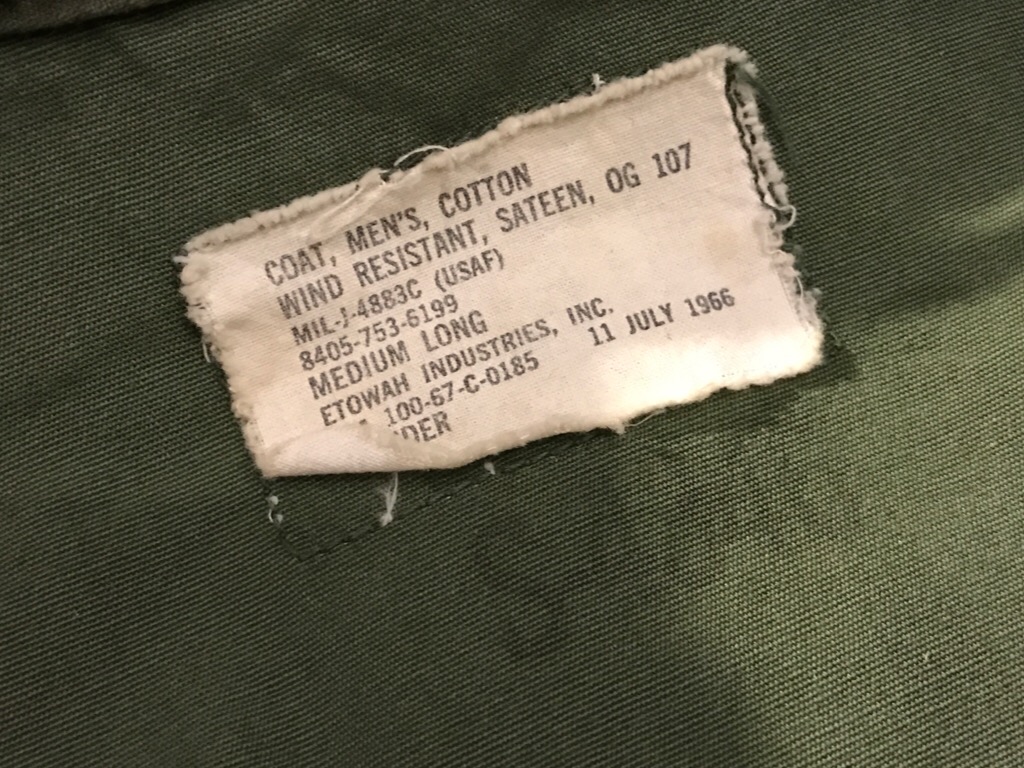 COAT, MEN'S, COTTON
WIND RESISTANT, SATEEN, OG 107
MIL-J-4883C (USAF)
8405-753-6199
MEDIUM LONG
ETOWAH INDUSTRIES, INC.
100-67-C-0185 11 JULY 1966